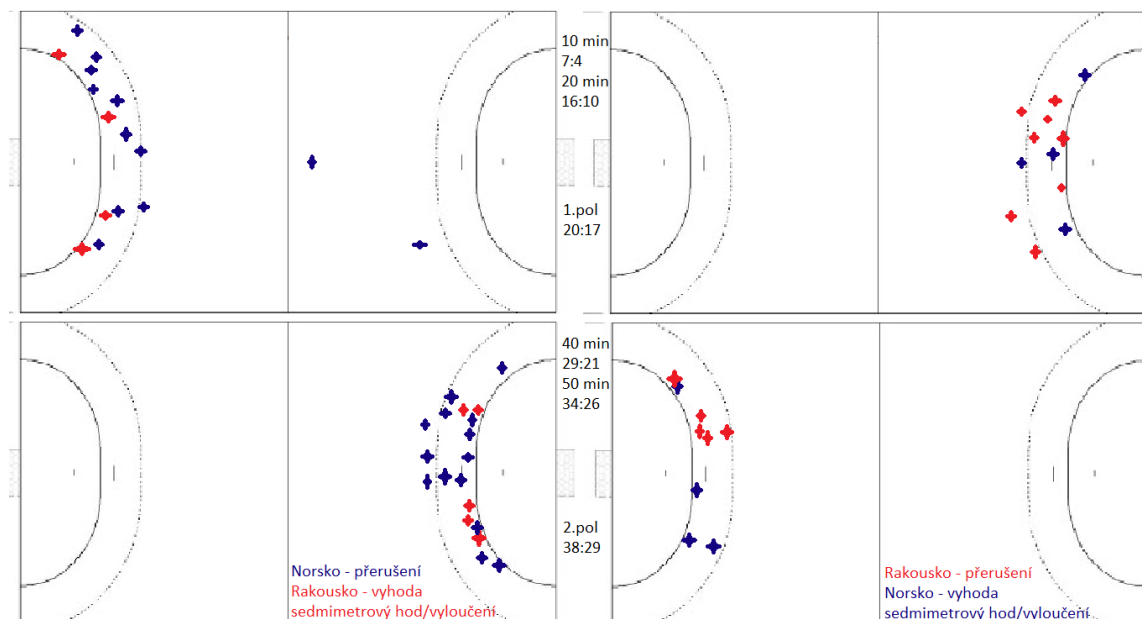 10 min
7:4
20 min
16:10
1.pol
20:17
40 min
29:21
50 min
34:26
2.pol
38:29
Norsko - přerušení
Rakousko - vyhoda
sedmimetrový hod/vyloučení
Rakousko - přerušení
Norsko - vyhoda
sedmimetrový hod/vyloučení